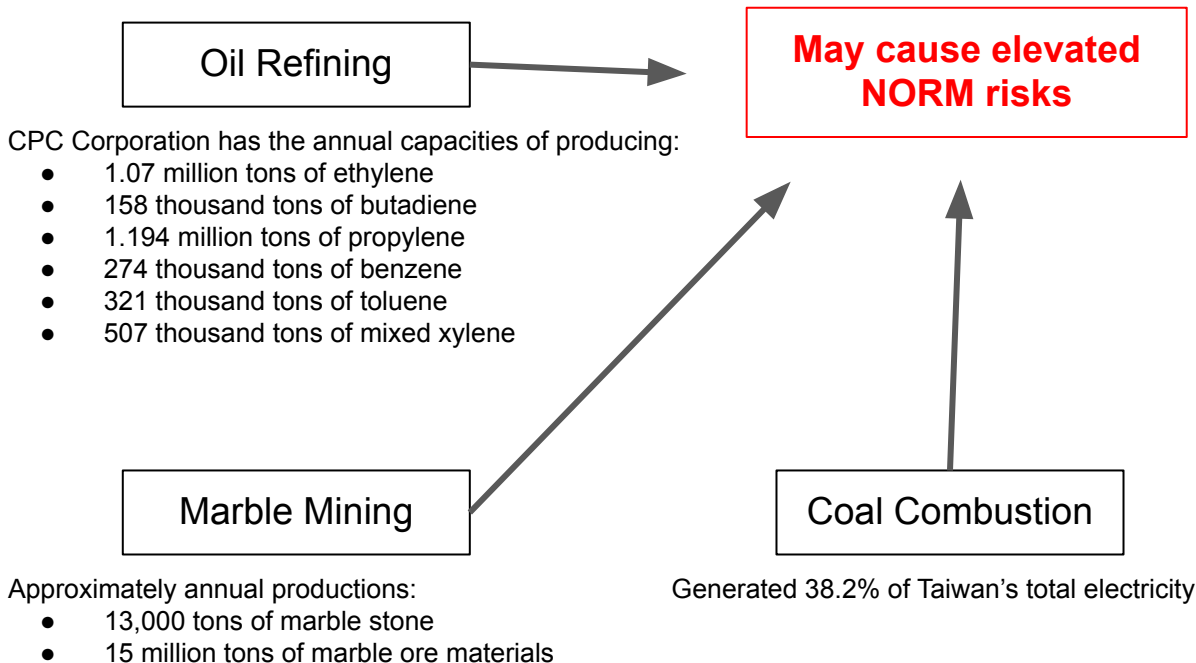 Oil Refining
May cause elevated
NORM risks
CPC Corporation has the annual capacities of producing:
● 1.07 million tons of ethylene
● 158 thousand tons of butadiene
● 1.194 million tons of propylene
● 274 thousand tons of benzene
● 321 thousand tons of toluene
● 507 thousand tons of mixed xylene
Marble Mining
Coal Combustion
Approximately annual productions:
● 13,000 tons of marble stone
● 15 million tons of marble ore materials
Generated 38.2% of Taiwan’s total electricity